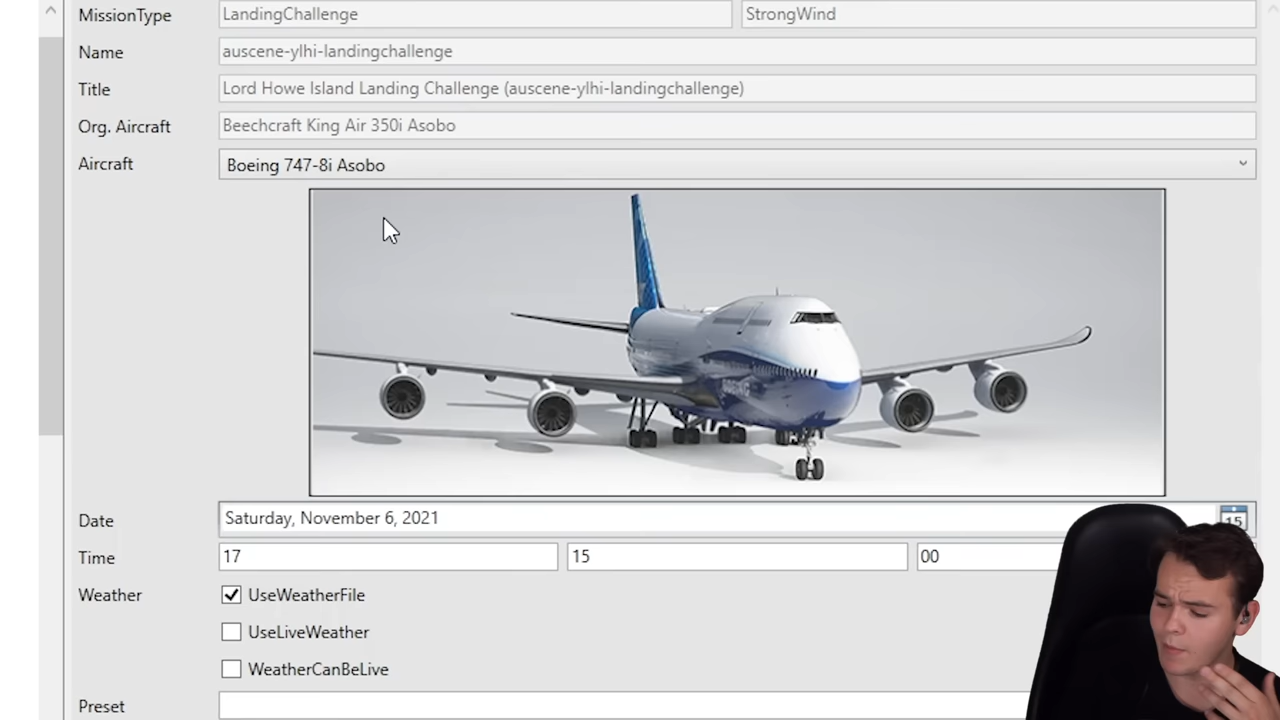 MissionType LandingChallenge StrongWind
Name auscene-ylhi-landingchallenge
Title Lord Howe Island Landing Challenge (auscene-ylhi-landingchallenge)
Org. Aircraft Beechcraft King Air 350i Asobo
Aircraft Boeing 747-8i Asobo
BOEING
Date Saturday, November 6, 2021 15
Time 17 15 00
Weather UseWeatherFile
UseLiveWeather
WeatherCanBeLive
Preset